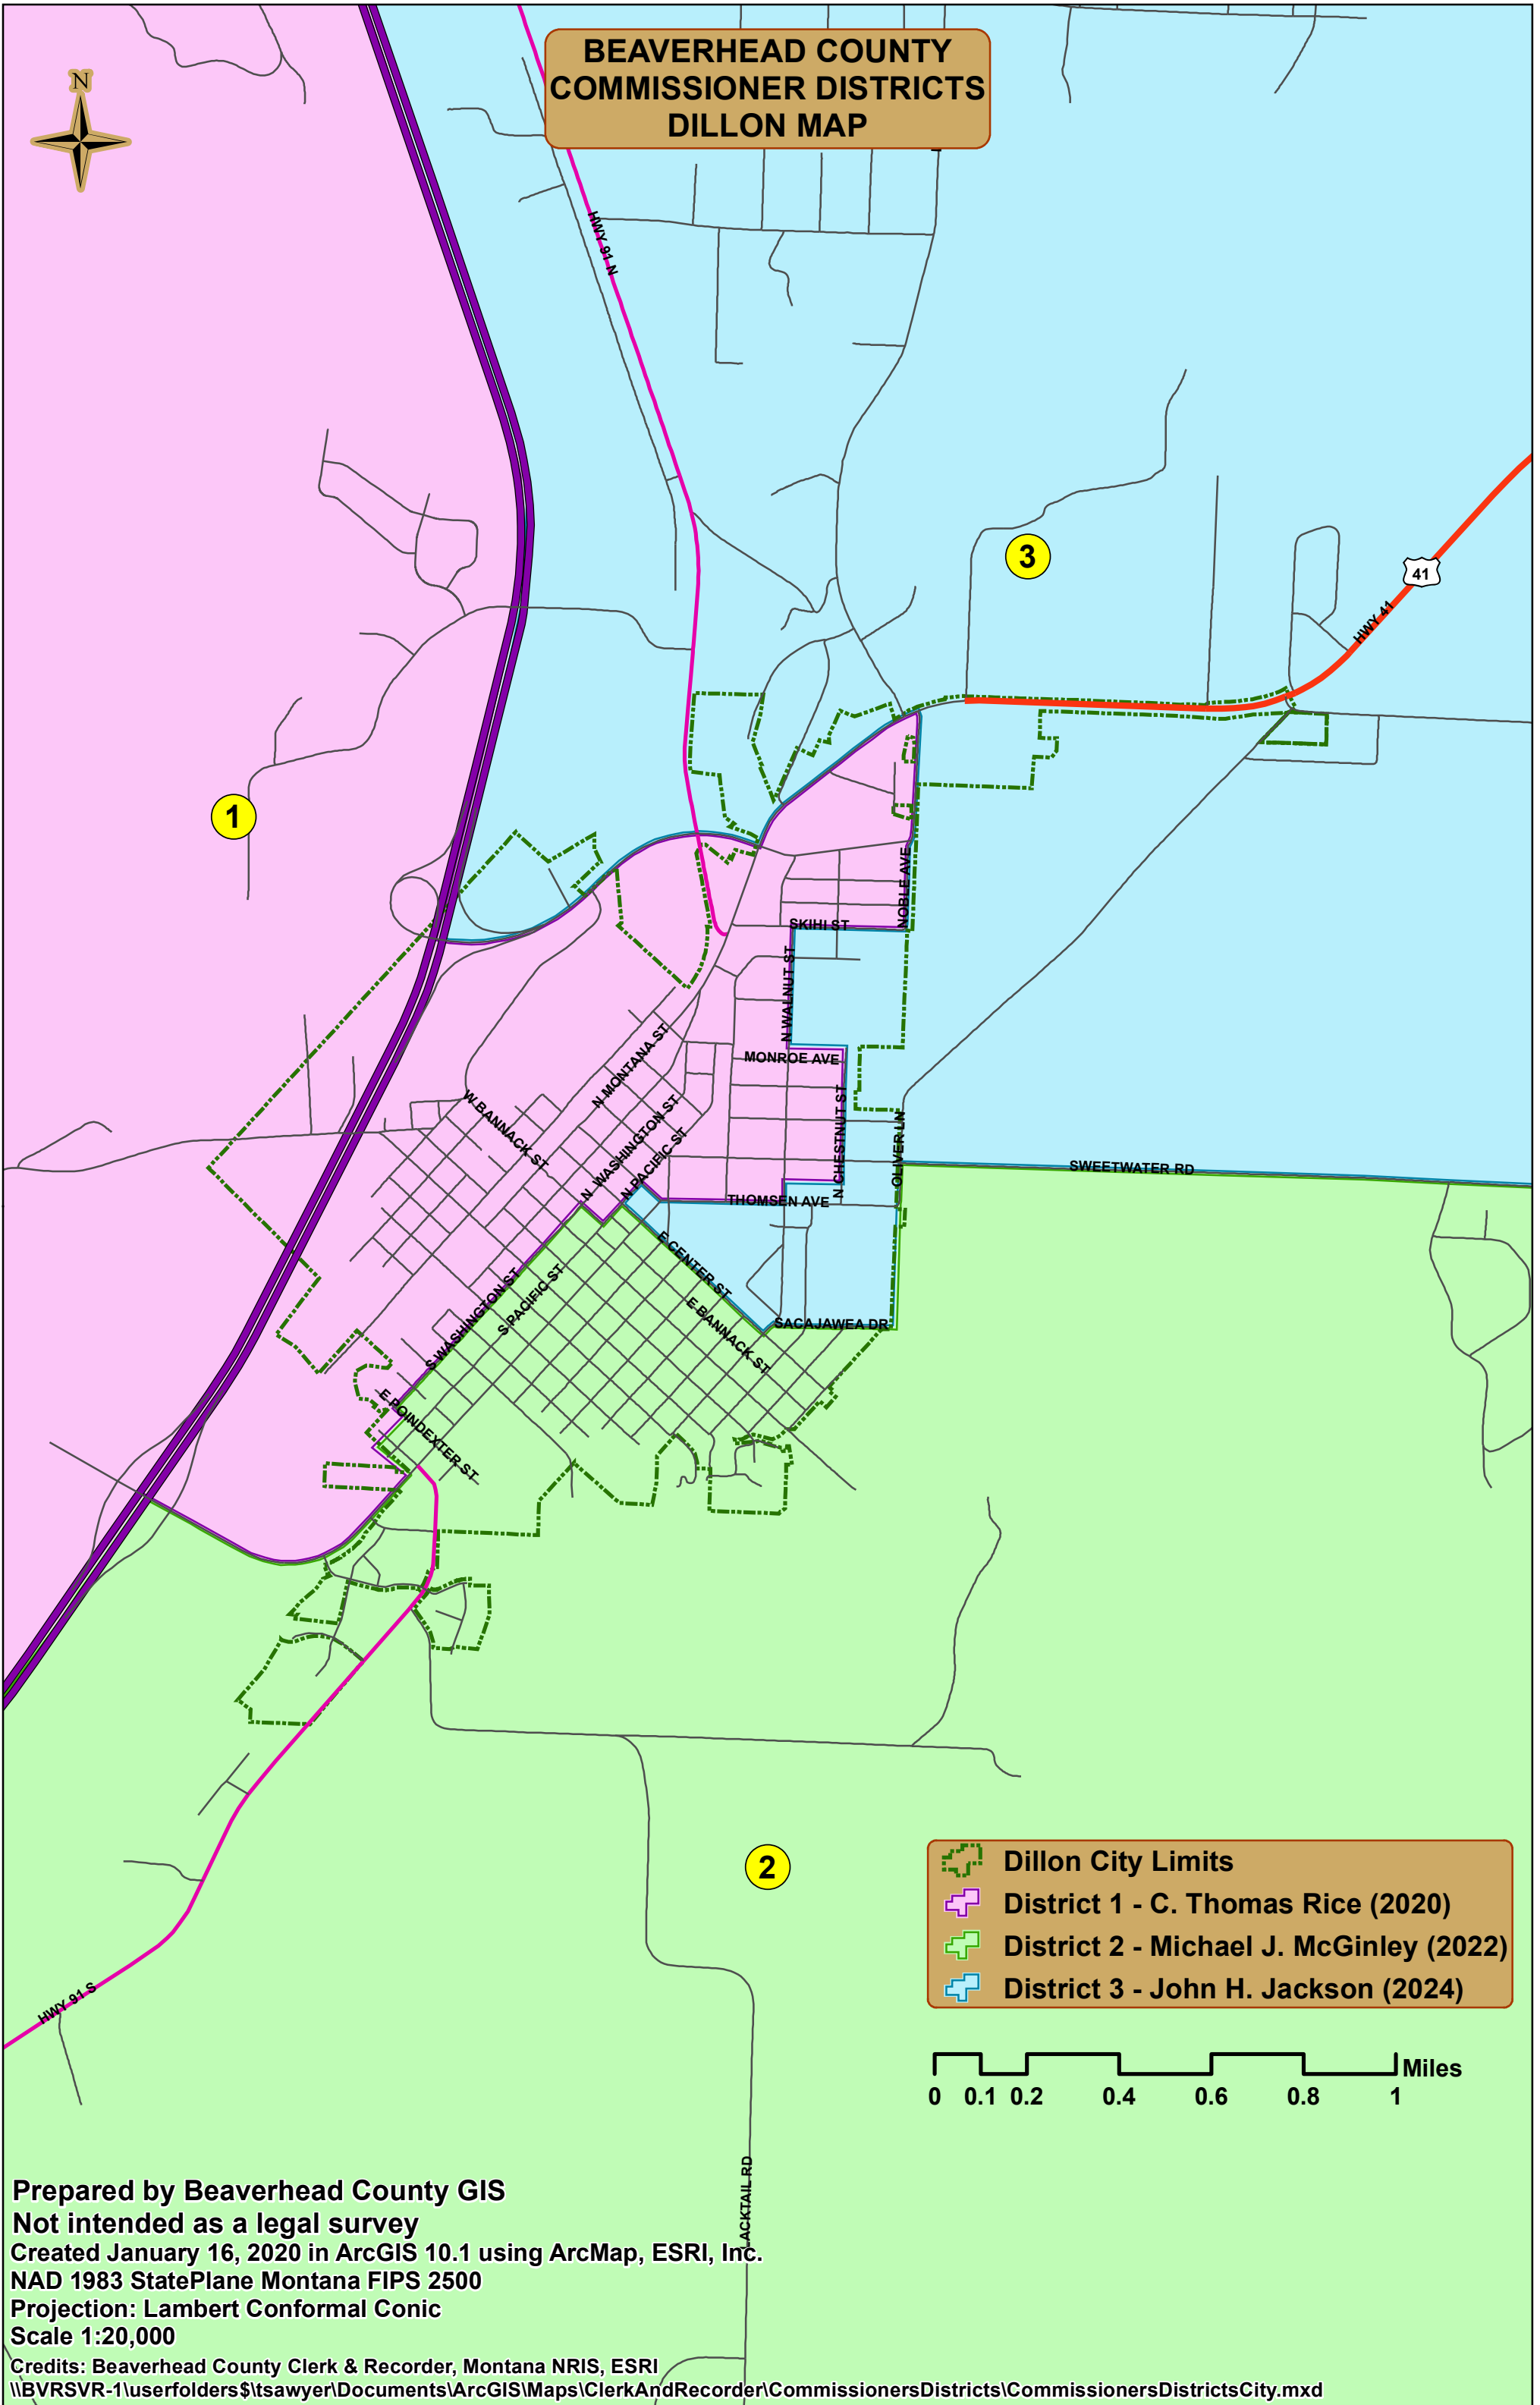 BEAVERHEAD COUNTY
COMMISSIONER DISTRICTS
DILLON MAP
N
HWY 91 N
3
41
HWY 41
1
NOBLE AVE
SKIHI ST
N WALNUT ST
N MONTANA ST
MONROE AVE
W BANNACK ST
N WASHINGTON ST
N PACIFIC ST
N CHESTNUT ST
OLIVER LN
SWEETWATER RD
THOMSEN AVE
E CENTER ST
S WASHINGTON ST
S PACIFIC ST
E BANNACK ST
SACAJAWEA DR
E POINDEXTER ST
2
Dillon City Limits
District 1 - C. Thomas Rice (2020)
District 2 - Michael J. McGinley (2022)
District 3 - John H. Jackson (2024)
HWY 91 S
Miles
0 0.1 0.2 0.4 0.6 0.8 1
LACKTAIL RD
Prepared by Beaverhead County GIS
Not intended as a legal survey
Created January 16, 2020 in ArcGIS 10.1 using ArcMap, ESRI, Inc.
NAD 1983 StatePlane Montana FIPS 2500
Projection: Lambert Conformal Conic
Scale 1:20,000
Credits: Beaverhead County Clerk & Recorder, Montana NRIS, ESRI
\\BVRSVR-1\userfolders$\tsawyer\Documents\ArcGIS\Maps\ClerkAndRecorder\CommissionersDistricts\CommissionersDistrictsCity.mxd